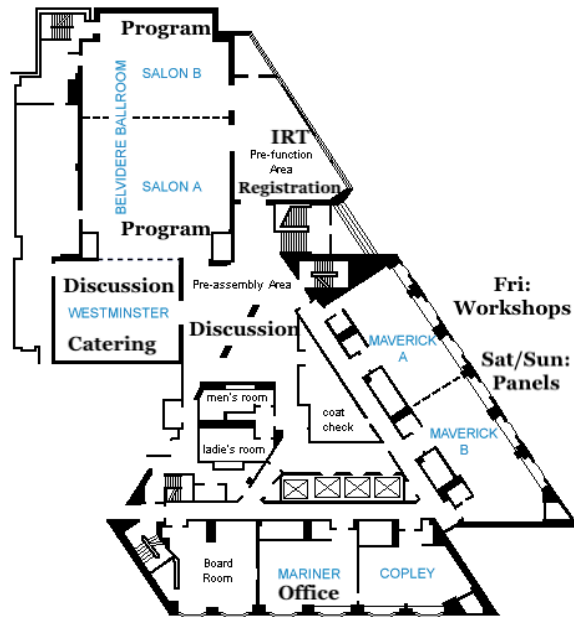 Program
SALON B
BELVIDERE BALLROOM
IRT
Pre-function
Area
Registration
SALON A
Program
Discussion
WESTMINSTER
Catering
Pre-assembly Area
Discussion
Fri:
Workshops
MAVERICK
A
Sat/Sun:
Panels
men's room
coat
check
ladie's room
MAVERICK
B
Board
Room
MARINER
Office
COPLEY